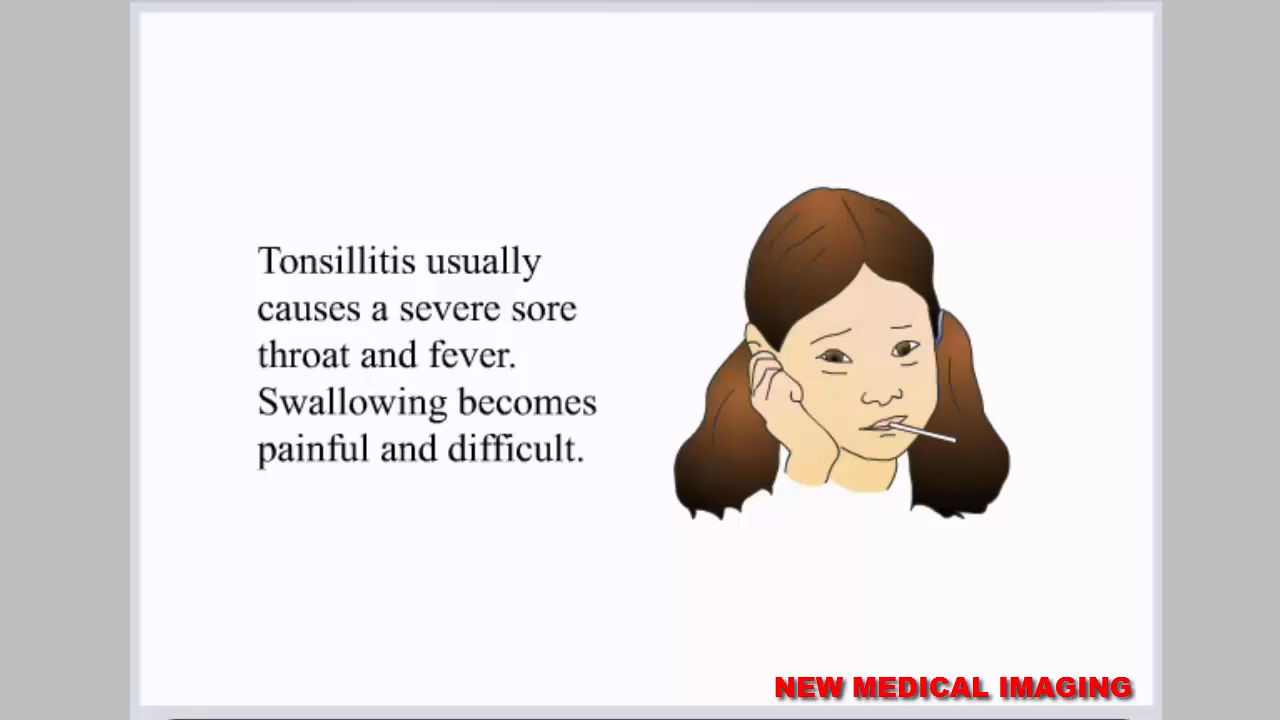 Tonsillitis usually
causes a severe sore
throat and fever.
Swallowing becomes
painful and difficult.
NEW MEDICAL IMAGING